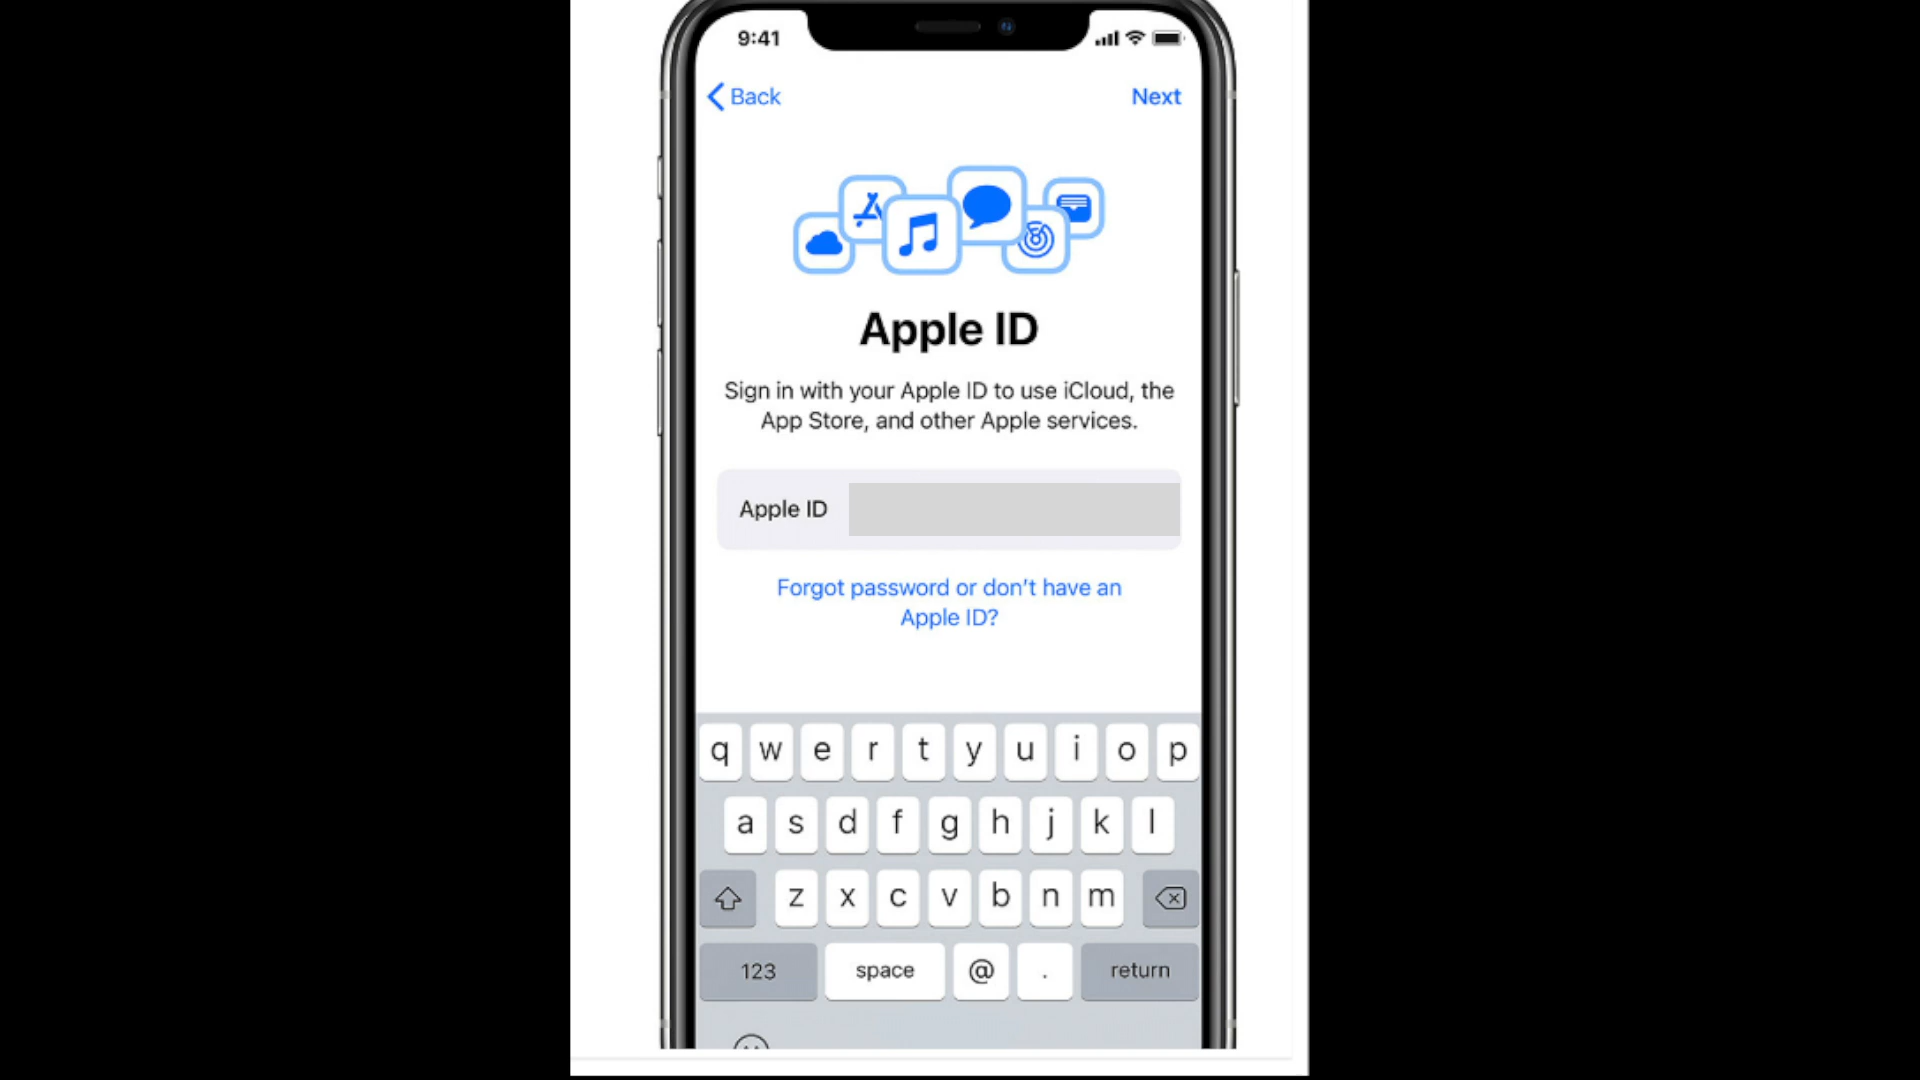 9:41
Back
Next
Apple ID
Sign in with your Apple ID to use iCloud, the
App Store, and other Apple services.
Apple ID
Forgot password or don't have an
Apple ID?
q w e r t y u i o p
a s d f g h j k l
z x c v b n m
123 space @ . return